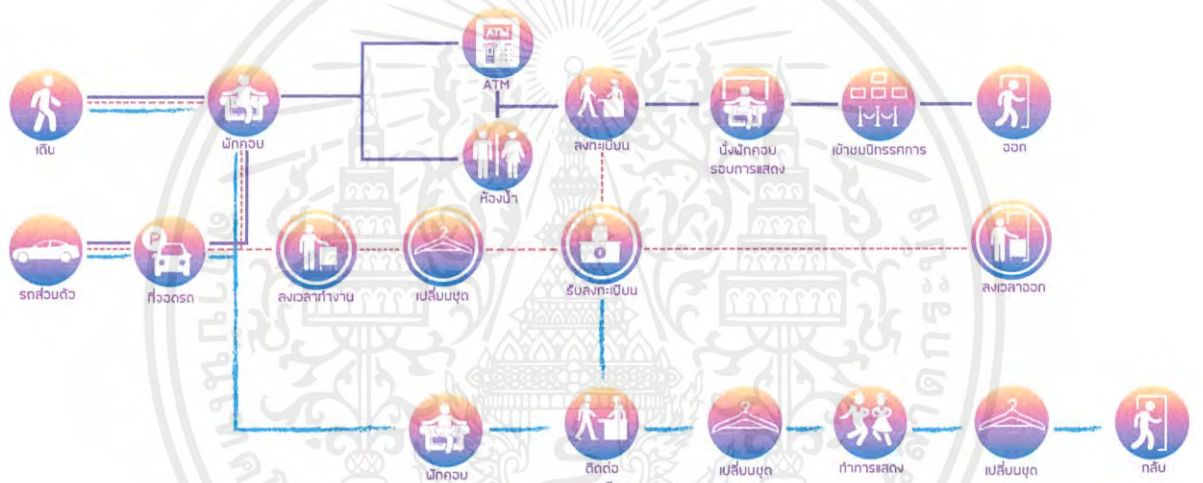 ATM
ATM
เดิน
พักคอย
ห้องน้ำ
ลงทะเบียน
นั่งพักคอย
รอบการแสดง
เข้าชมนิทรรศการ
ออก
P
รถส่วนตัว
ที่จอดรถ
ลงเวลาทำงาน
เปลี่ยนชุด
รับลงทะเบียน
ลงเวลาออก
พักคอย
ติดต่อ
เปลี่ยนชุด
ทำการแสดง
เปลี่ยนชุด
กลับ